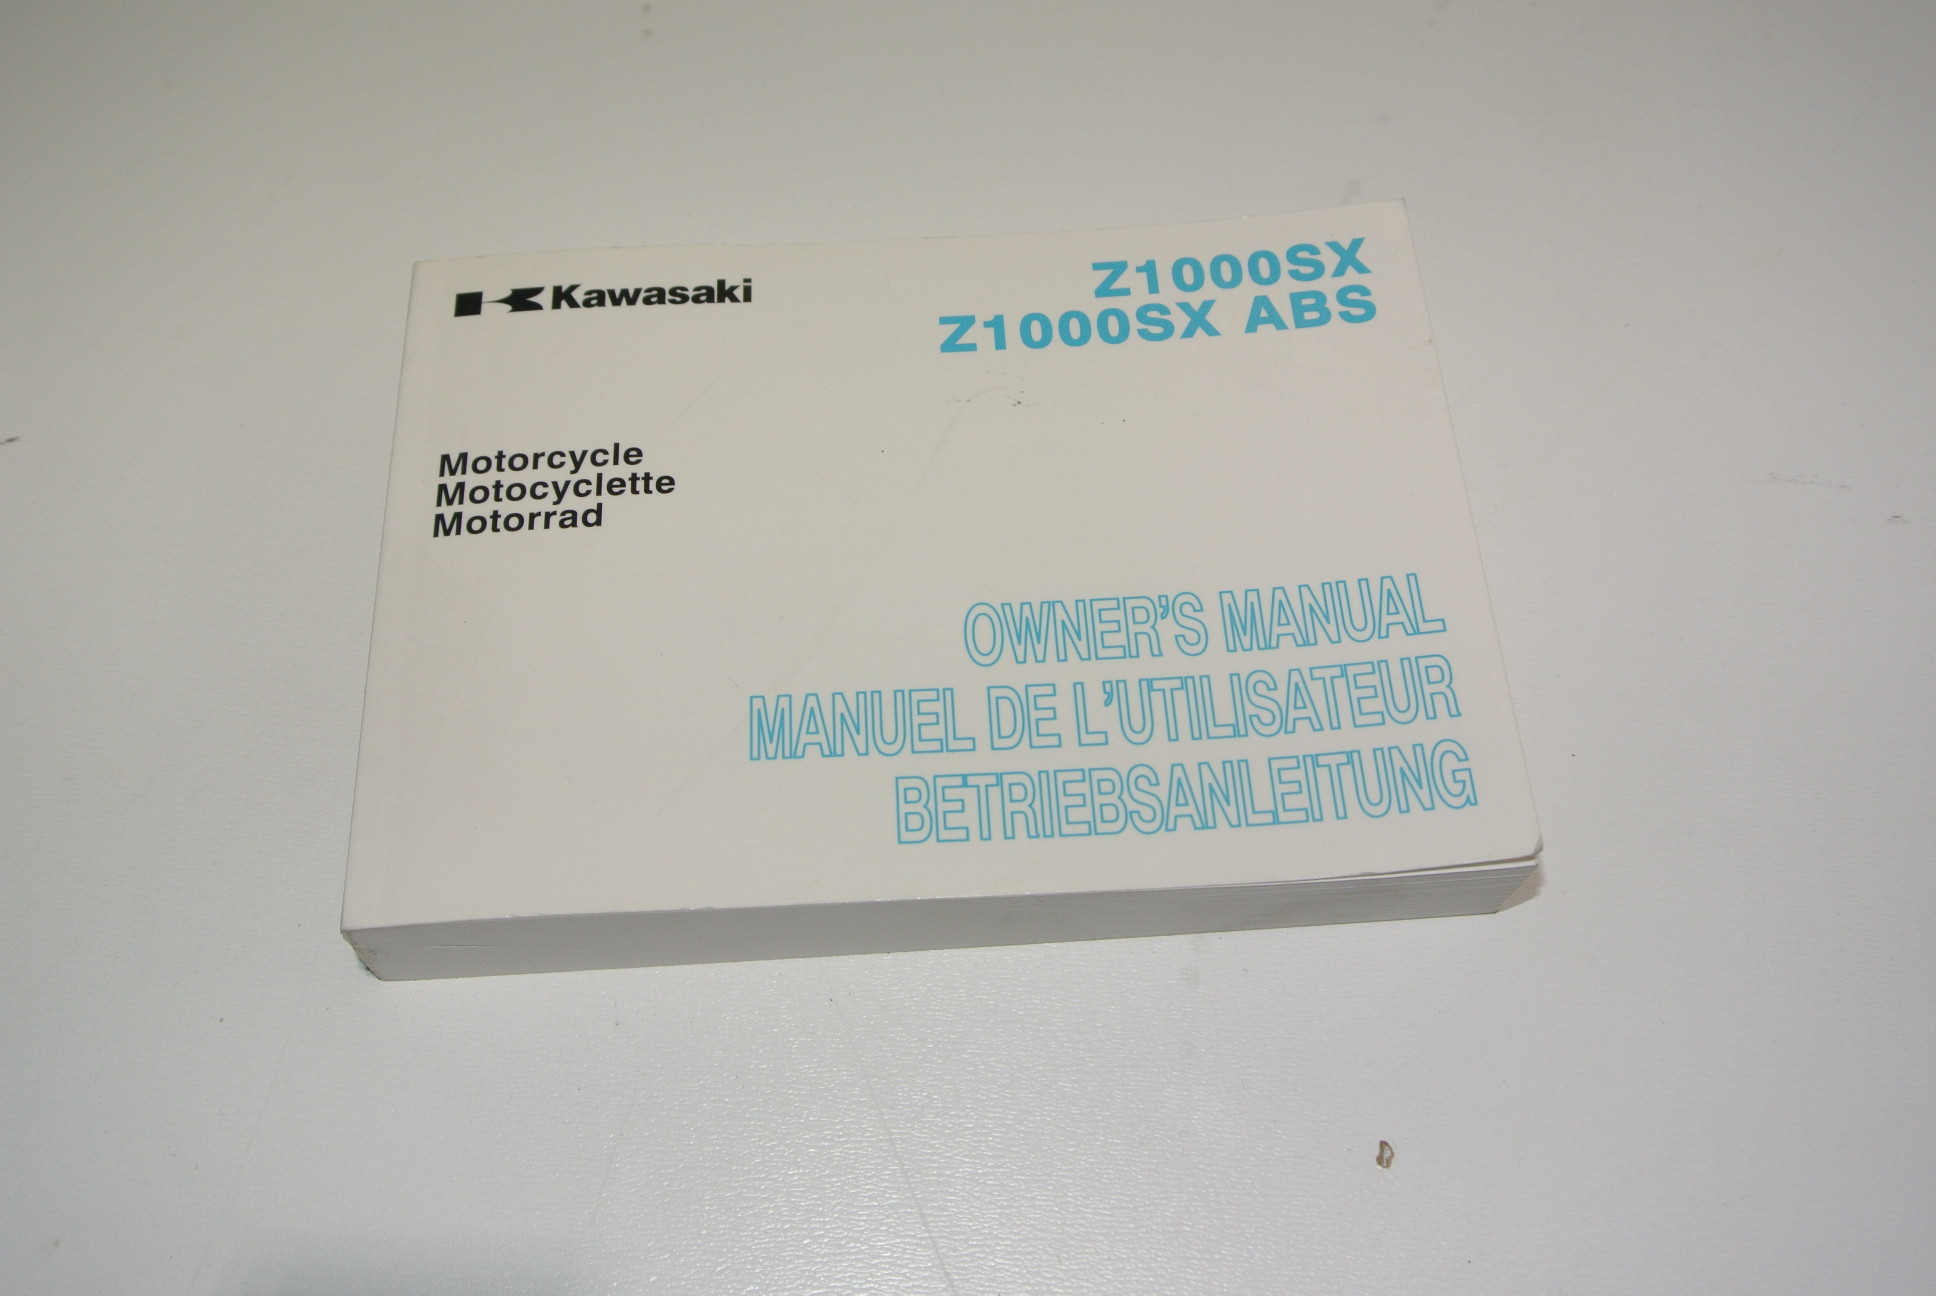 Kawasaki
Z1000SX
Z1000SX ABS
Motorcycle
Motocyclette
Motorrad
OWNER'S MANUAL
MANUEL DE L'UTILISATEUR
BETRIEBSANLEITUNG